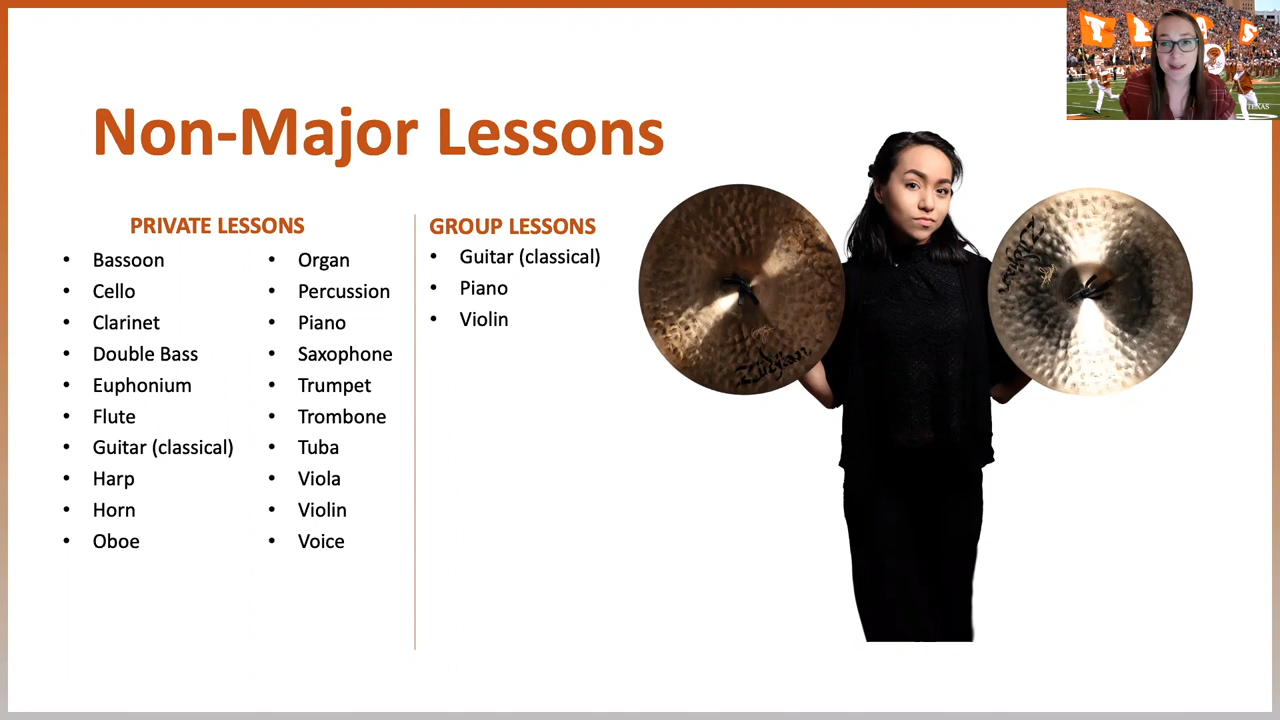 Non-Major Lessons
PRIVATE LESSONS
• Bassoon
• Cello
• Clarinet
• Double Bass
• Euphonium
• Flute
• Guitar (classical)
• Harp
• Horn
• Oboe
• Organ
• Percussion
• Piano
• Saxophone
• Trumpet
• Trombone
• Tuba
• Viola
• Violin
• Voice
GROUP LESSONS
• Guitar (classical)
• Piano
• Violin
Zildjian
Zildjian
TEXAS